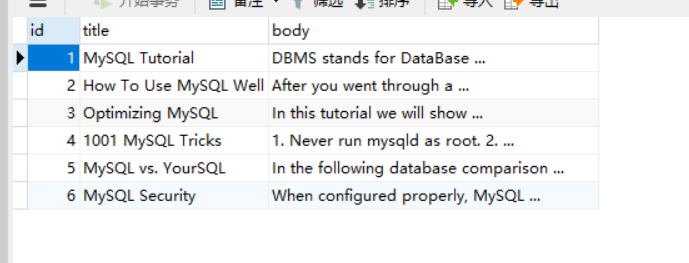 开始事务 备注 筛选 排序 导入 导出
id title body
1 MySQL Tutorial DBMS stands for DataBase ...
2 How To Use MySQL Well After you went through a ...
3 Optimizing MySQL In this tutorial we will show ...
4 1001 MySQL Tricks 1. Never run mysqld as root. 2. ...
5 MySQL vs. YourSQL In the following database comparison ...
6 MySQL Security When configured properly, MySQL ...